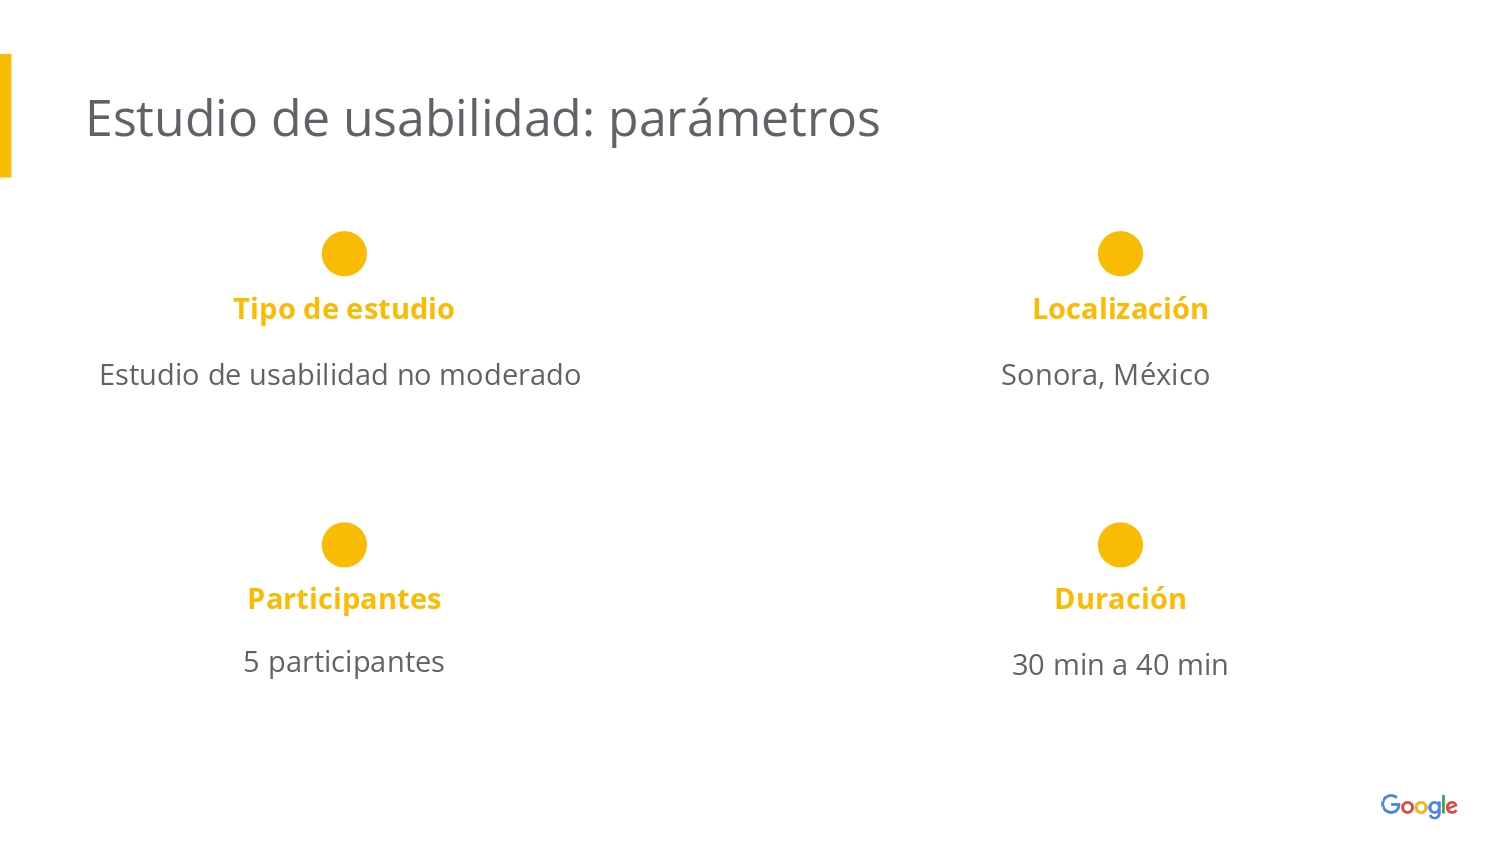 Estudio de usabilidad: parámetros
Tipo de estudio
Estudio de usabilidad no moderado
Localización
Sonora, México
Participantes
5 participantes
Duración
30 min a 40 min
Google